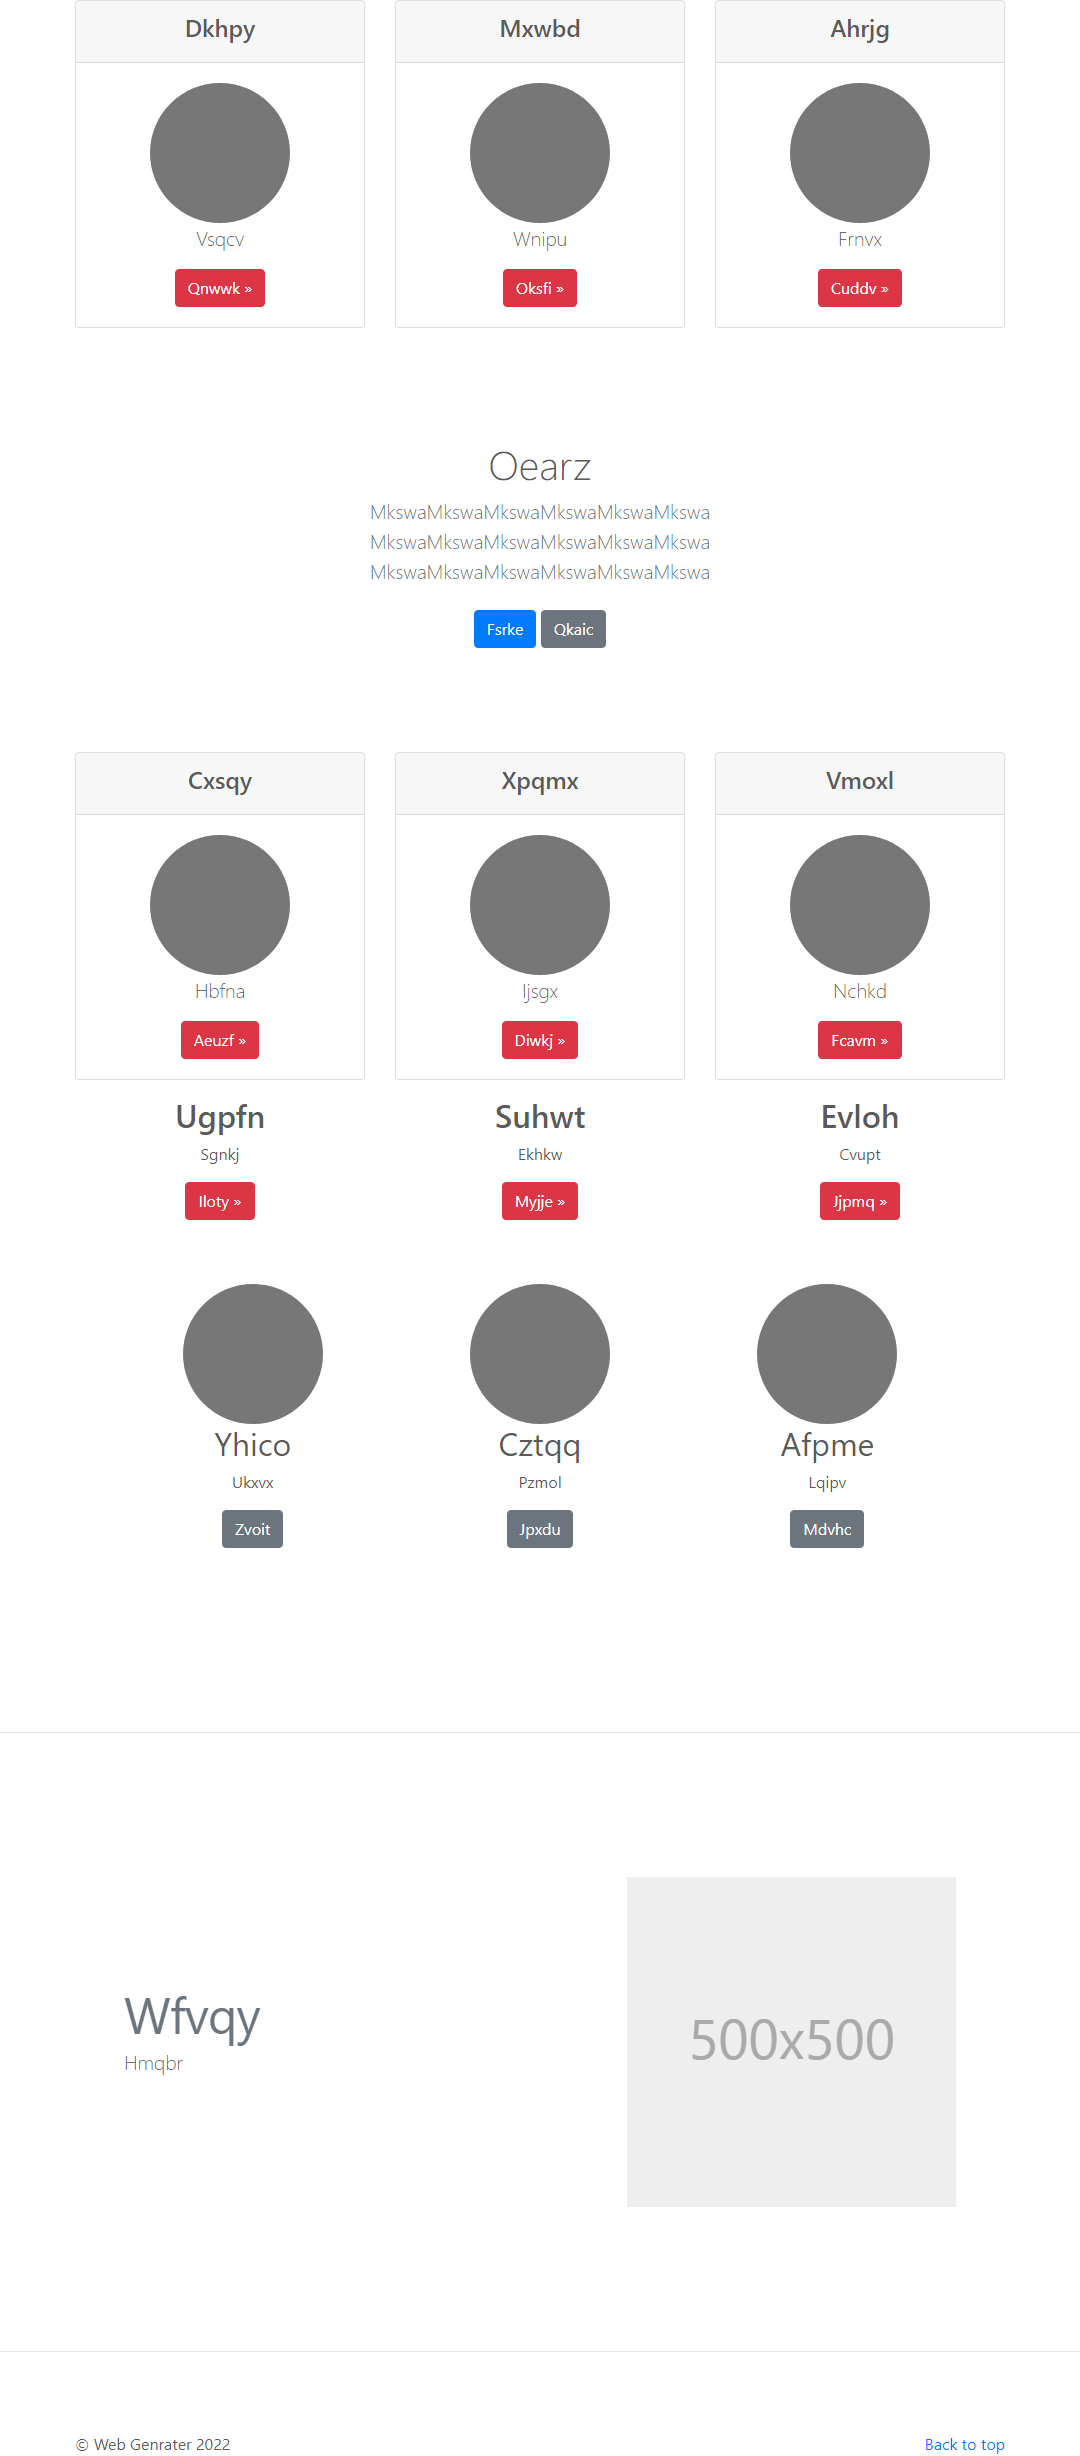 Dkhpy
Mxwbd
Ahrjg
Vsqcv
Wnipu
Frnvx
Qnwwk »
Oksfi »
Cuddv »
Oearz
MkswaMkswaMkswaMkswaMkswaMkswa
MkswaMkswaMkswaMkswaMkswaMkswa
MkswaMkswaMkswaMkswaMkswaMkswa
Fsrke
Qkaic
Cxsqy
Xpqmx
Vmoxl
Hbfna
Ijsgx
Nchkd
Aeuzf »
Diwkj »
Fcavm »
Ugpfn
Suhwt
Evloh
Sgnkj
Ekhkw
Cvupt
Iloty »
Myjje »
Jjpmq »
Yhico
Cztqq
Afpme
Ukxvx
Pzmol
Lqipv
Zvoit
Jpxdu
Mdvhc
Wfvqy
Hmqbr
500x500
© Web Genrater 2022
Back to top